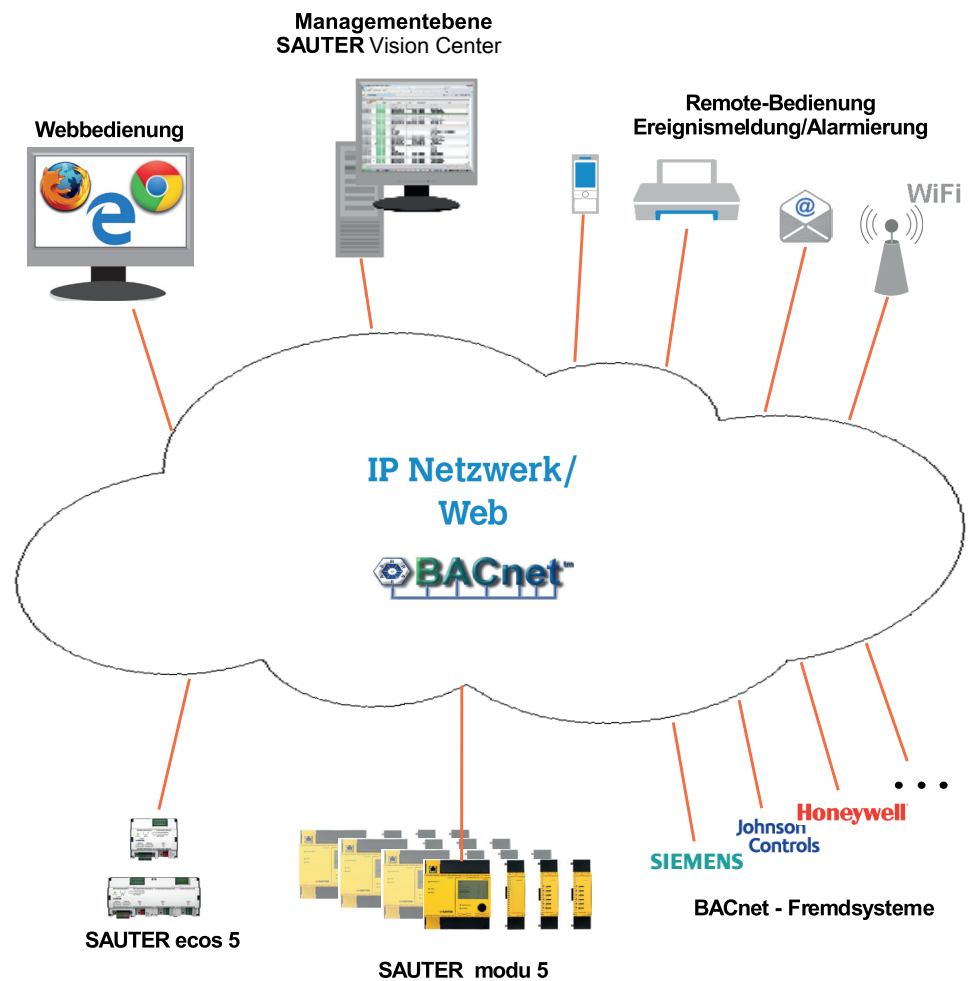 Managementebene
SAUTER Vision Center
Webbedienung
Remote-Bedienung
Ereignismeldung/Alarmierung
@
WiFi
IP Netzwerk/
Web
BACnet tm
SIEMENS
Johnson
Controls
Honeywell
...
BACnet - Fremdsysteme
SAUTER ecos 5
SAUTER modu 5